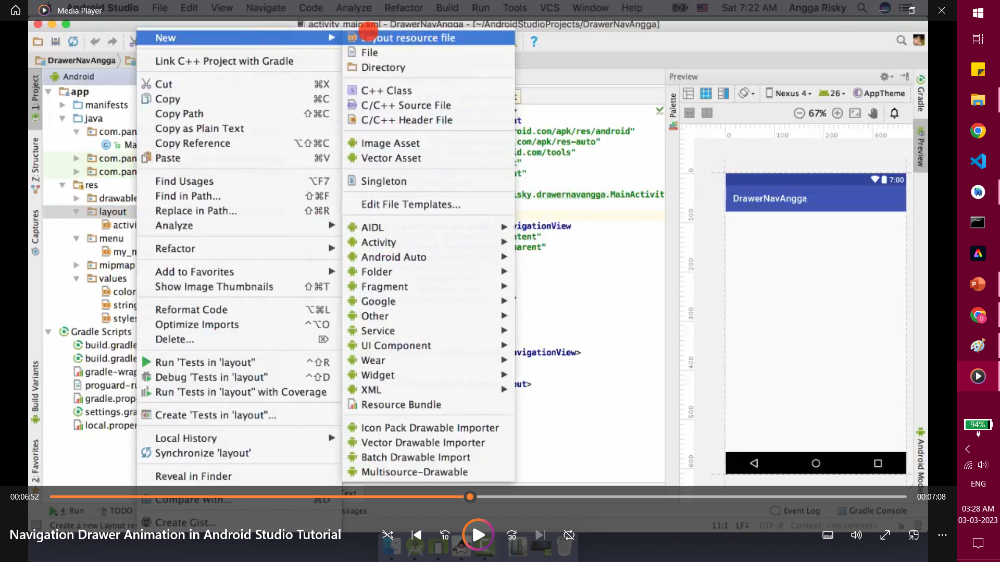 Media Player
Android Studio File Edit View Navigate Code Analyze Refactor Build Run Tools VCS Window Help
Sat 7:22 AM Angga Risky
activity_main.xml - DrawerNavAngga - [~/AndroidStudioProjects/DrawerNavAngga]
DrawerNavAngga
Android
1: Project
Z: Structure
Captures
Build Variants
2: Favorites
app
manifests
java
com.pan
Ma
com.pan
com.pan
res
drawable
layout
activi
menu
my_m
mipmap
values
color
string
styles
Gradle Scripts
build.gradle
build.gradle
gradle-wrap
proguard-ru
gradle.prop
settings.gra
local.proper
New
Link C++ Project with Gradle
Cut ⌘X
Copy ⌘C
Copy Path ⇧⌘C
Copy as Plain Text
Copy Reference ⌥⇧⌘C
Paste ⌘V
Find Usages ⌥F7
Find in Path... ⇧⌘F
Replace in Path... ⇧⌘R
Analyze
Refactor
Add to Favorites
Show Image Thumbnails ⇧⌘T
Reformat Code ⌥⌘L
Optimize Imports ^⌥O
Delete... ⌦
Run 'Tests in 'layout'' ^⇧R
Debug 'Tests in 'layout'' ^⇧D
Run 'Tests in 'layout'' with Coverage
Create 'Tests in 'layout''...
Local History
Synchronize 'layout'
Reveal in Finder
Compare With... ⌘D
Create Gist...
Layout resource file
File
Directory
C++ Class
C/C++ Source File
C/C++ Header File
Image Asset
Vector Asset
Singleton
Edit File Templates...
AIDL
Activity
Android Auto
Folder
Fragment
Google
Other
Service
UI Component
Wear
Widget
XML
Resource Bundle
Icon Pack Drawable Importer
Vector Drawable Importer
Batch Drawable Import
Multisource-Drawable
roid.com/apk/res/android"
.com/apk/res-auto"
id.com/tools"
isky.drawernavangga.MainActivit
vigationView
ntent"
parent"
avigationView>
out>
Preview
Palette
Nexus 4 26 AppTheme
67%
0 100 200 300
0
100
200
300
400
500
600
7:00
DrawerNavAngga
Gradle
Preview
Android Model
Text
4: Run TODO
ssages
Event Log Gradle Console
Create a new Layout res
11:1 LF UTF-8 Context: <no context>
00:06:52
00:07:08
Navigation Drawer Animation in Android Studio Tutorial
10
30
P
D
94%
ENG
03:28 AM
03-03-2023